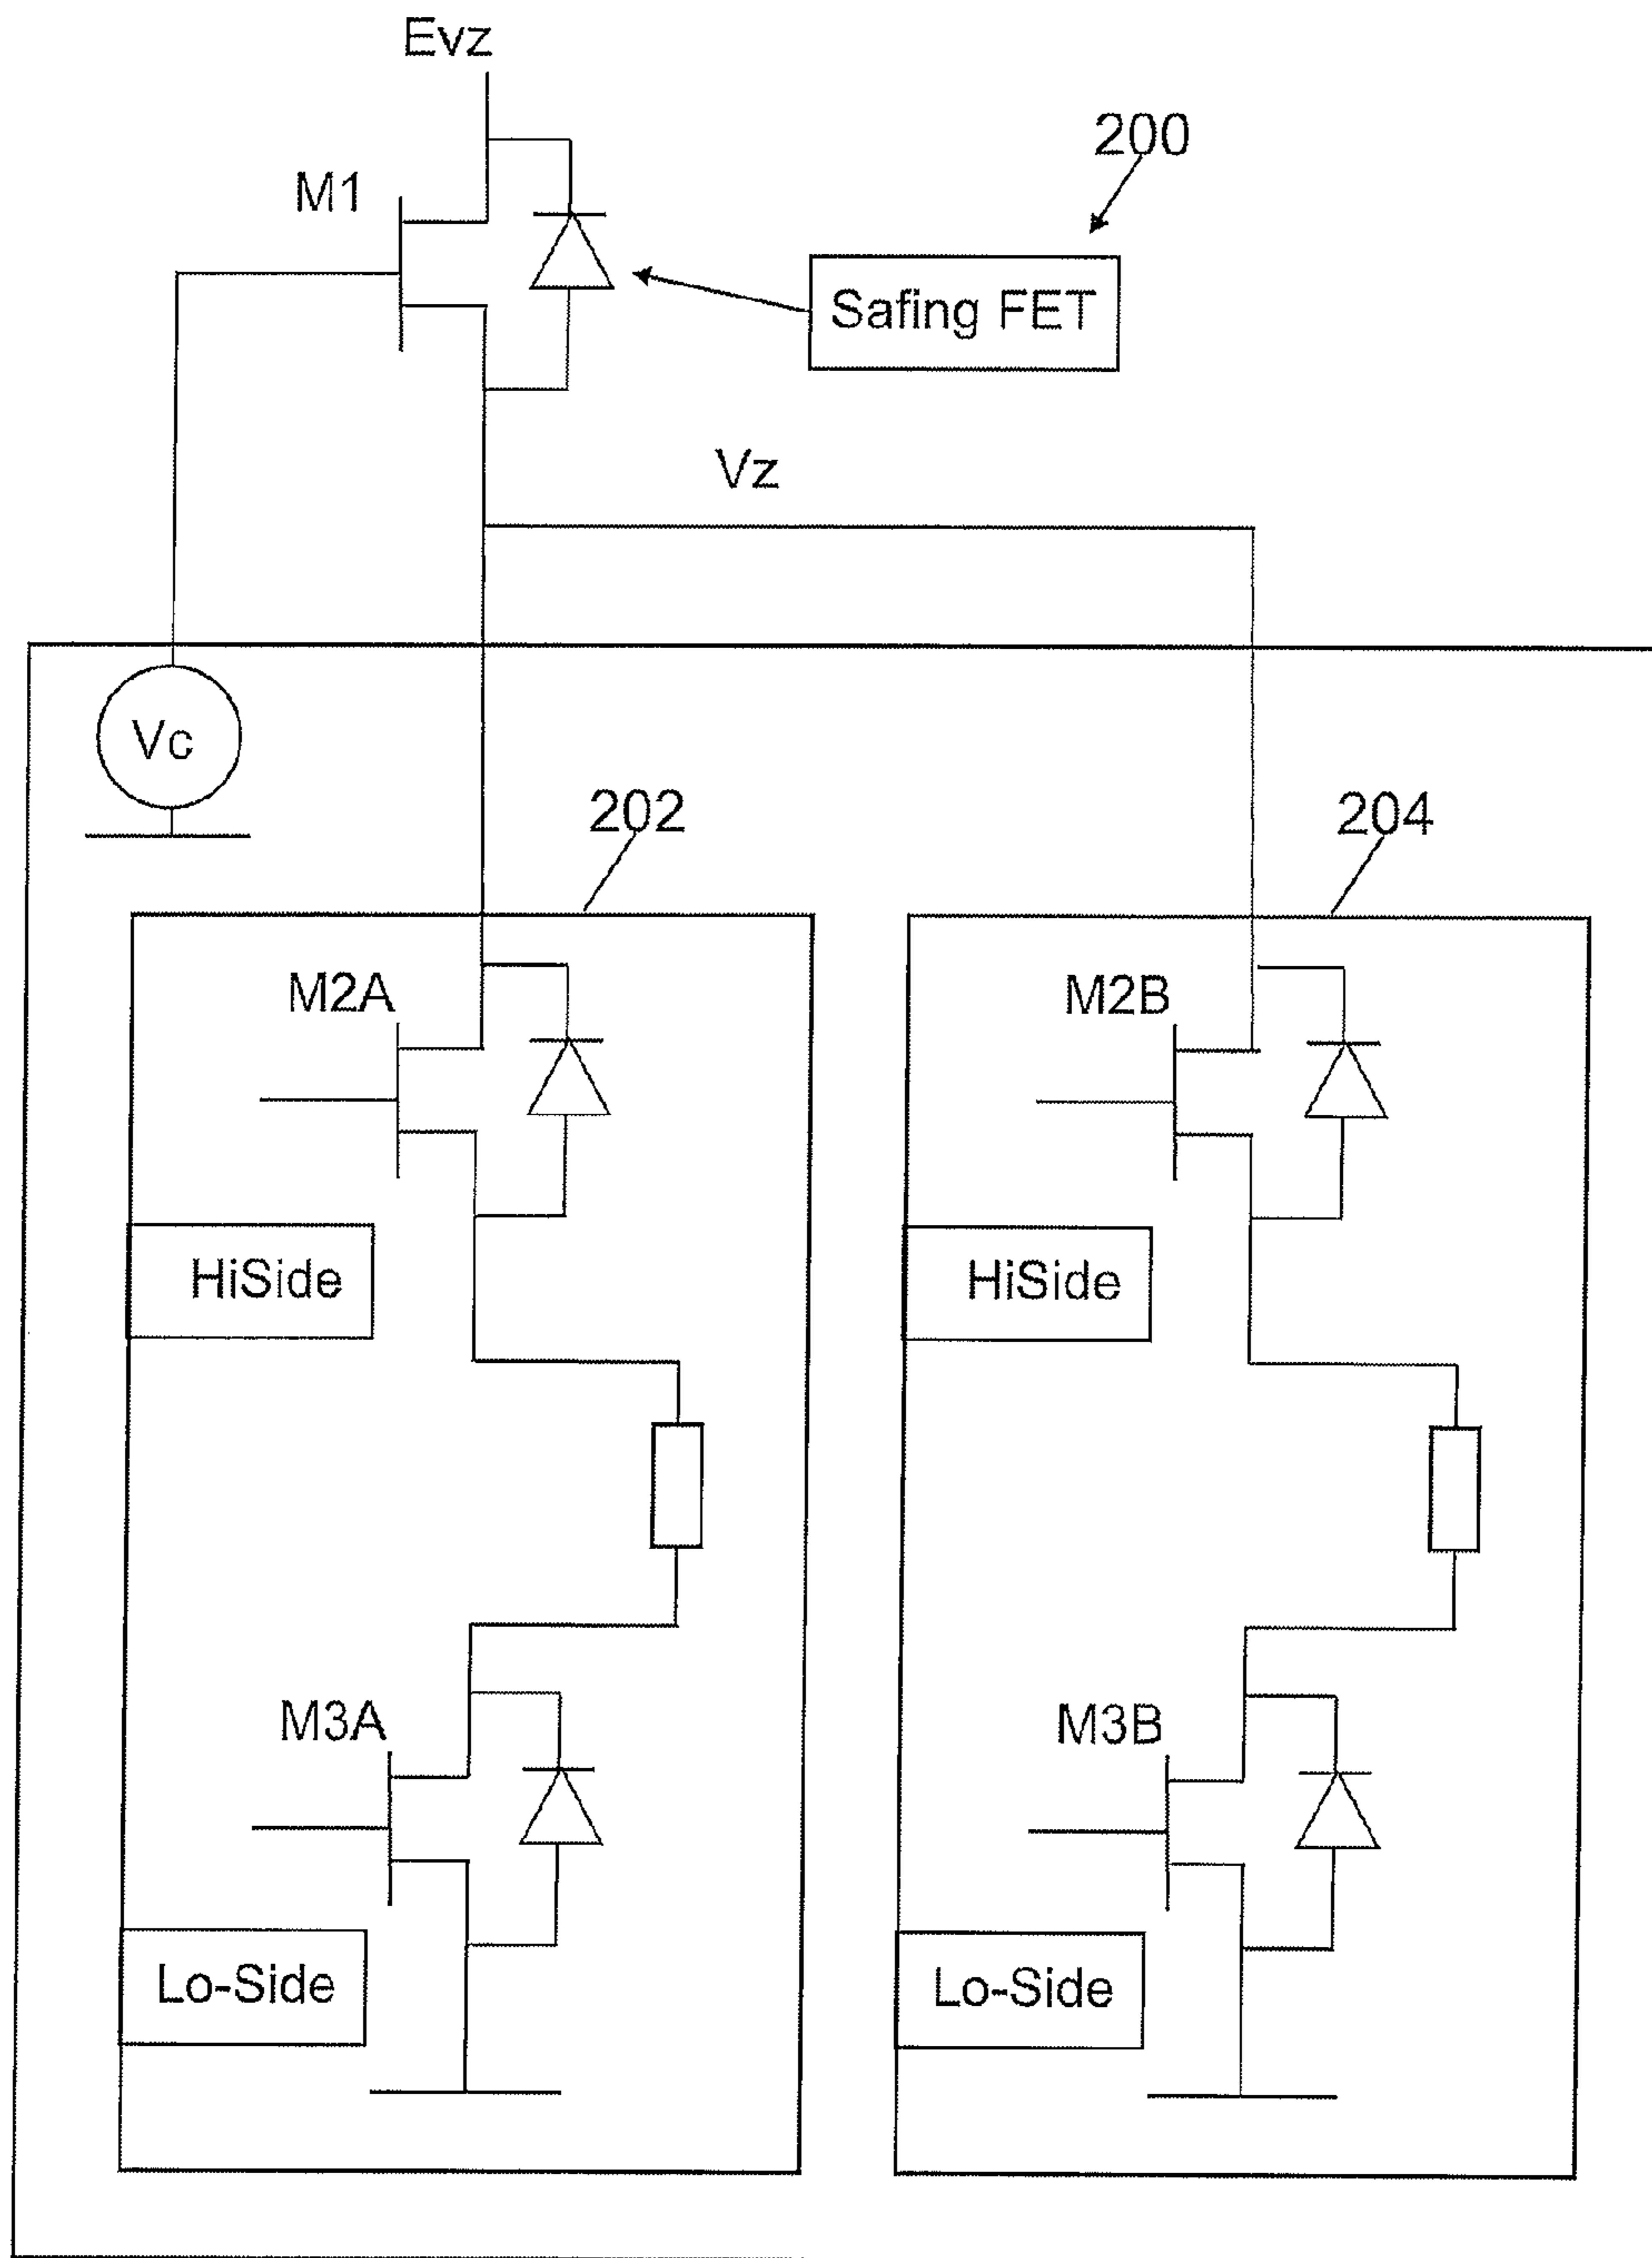 Evz
200
M1
Safing FET
Vz
Vc
202
204
M2A
M2B
HiSide
HiSide
M3A
M3B
Lo-Side
Lo-Side